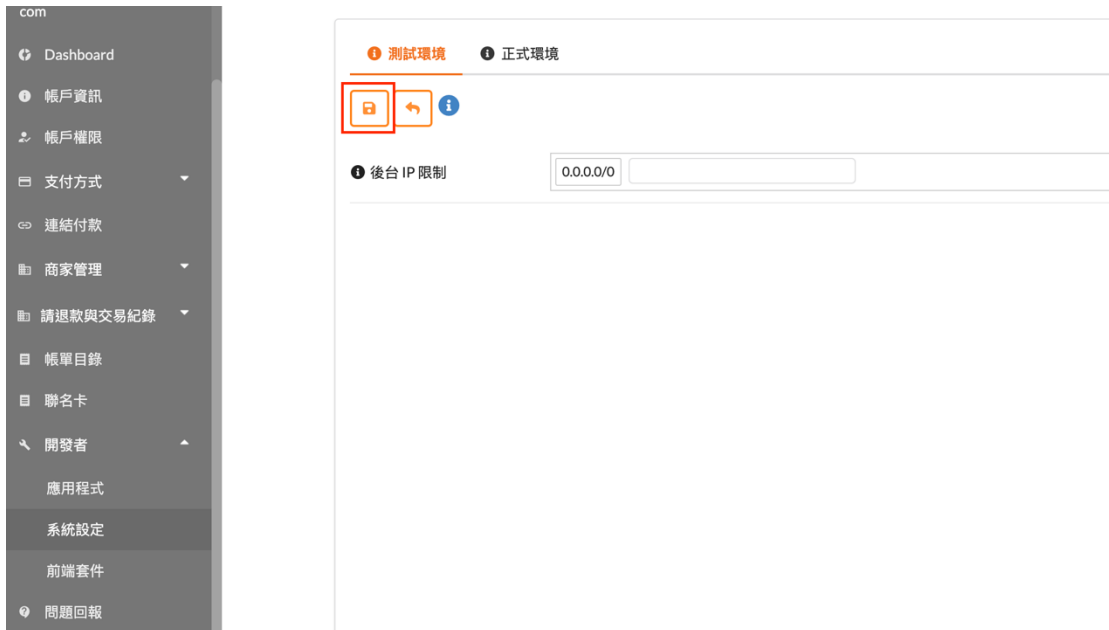 com
Dashboard
帳戶資訊
帳戶權限
支付方式
連結付款
商家管理
請退款與交易紀錄
帳單目錄
聯名卡
開發者
應用程式
系統設定
前端套件
問題回報
測試環境 正式環境
後台 IP 限制 0.0.0.0/0